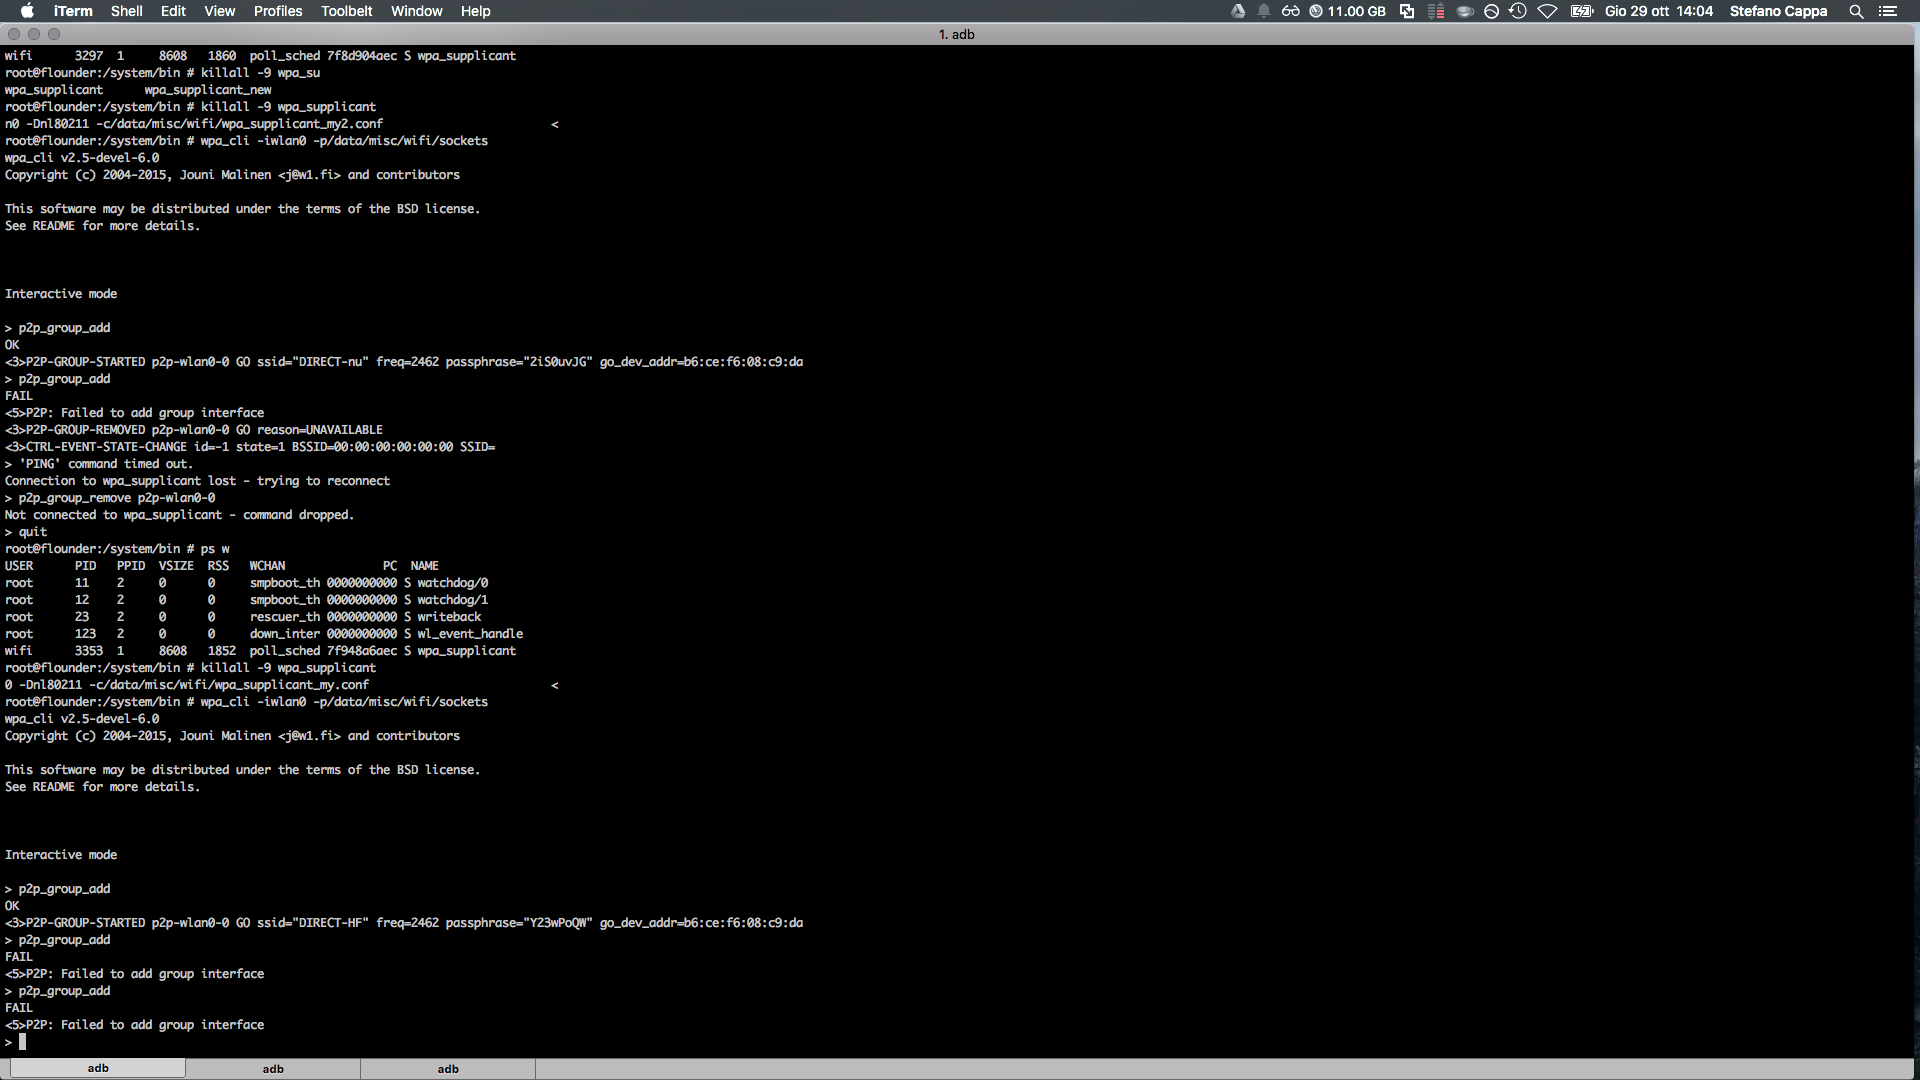 iTerm Shell Edit View Profiles Toolbelt Window Help 11.00 GB Gio 29 ott 14:04 Stefano Cappa
1. adb
wifi 3297 1 8608 1860 poll_sched 7f8d904aec S wpa_supplicant
root@flounder:/system/bin # killall -9 wpa_su
wpa_supplicant wpa_supplicant_new
root@flounder:/system/bin # killall -9 wpa_supplicant
n0 -Dnl80211 -c/data/misc/wifi/wpa_supplicant_my2.conf <
root@flounder:/system/bin # wpa_cli -iwlan0 -p/data/misc/wifi/sockets
wpa_cli v2.5-devel-6.0
Copyright (c) 2004-2015, Jouni Malinen <j@w1.fi> and contributors
This software may be distributed under the terms of the BSD license.
See README for more details.
Interactive mode
> p2p_group_add
OK
<3>P2P-GROUP-STARTED p2p-wlan0-0 GO ssid="DIRECT-nu" freq=2462 passphrase="2iS0uvJG" go_dev_addr=b6:ce:f6:08:c9:da
> p2p_group_add
FAIL
<5>P2P: Failed to add group interface
<3>P2P-GROUP-REMOVED p2p-wlan0-0 GO reason=UNAVAILABLE
<3>CTRL-EVENT-STATE-CHANGE id=-1 state=1 BSSID=00:00:00:00:00:00 SSID=
> 'PING' command timed out.
Connection to wpa_supplicant lost - trying to reconnect
> p2p_group_remove p2p-wlan0-0
Not connected to wpa_supplicant - command dropped.
> quit
root@flounder:/system/bin # ps w
USER PID PPID VSIZE RSS WCHAN PC NAME
root 11 2 0 0 smpboot_th 0000000000 S watchdog/0
root 12 2 0 0 smpboot_th 0000000000 S watchdog/1
root 23 2 0 0 rescuer_th 0000000000 S writeback
root 123 2 0 0 down_inter 0000000000 S wl_event_handle
wifi 3353 1 8608 1852 poll_sched 7f948a6aec S wpa_supplicant
root@flounder:/system/bin # killall -9 wpa_supplicant
0 -Dnl80211 -c/data/misc/wifi/wpa_supplicant_my.conf <
root@flounder:/system/bin # wpa_cli -iwlan0 -p/data/misc/wifi/sockets
wpa_cli v2.5-devel-6.0
Copyright (c) 2004-2015, Jouni Malinen <j@w1.fi> and contributors
This software may be distributed under the terms of the BSD license.
See README for more details.
Interactive mode
> p2p_group_add
OK
<3>P2P-GROUP-STARTED p2p-wlan0-0 GO ssid="DIRECT-HF" freq=2462 passphrase="Y23wPoQW" go_dev_addr=b6:ce:f6:08:c9:da
> p2p_group_add
FAIL
<5>P2P: Failed to add group interface
> p2p_group_add
FAIL
<5>P2P: Failed to add group interface
>
adb adb adb